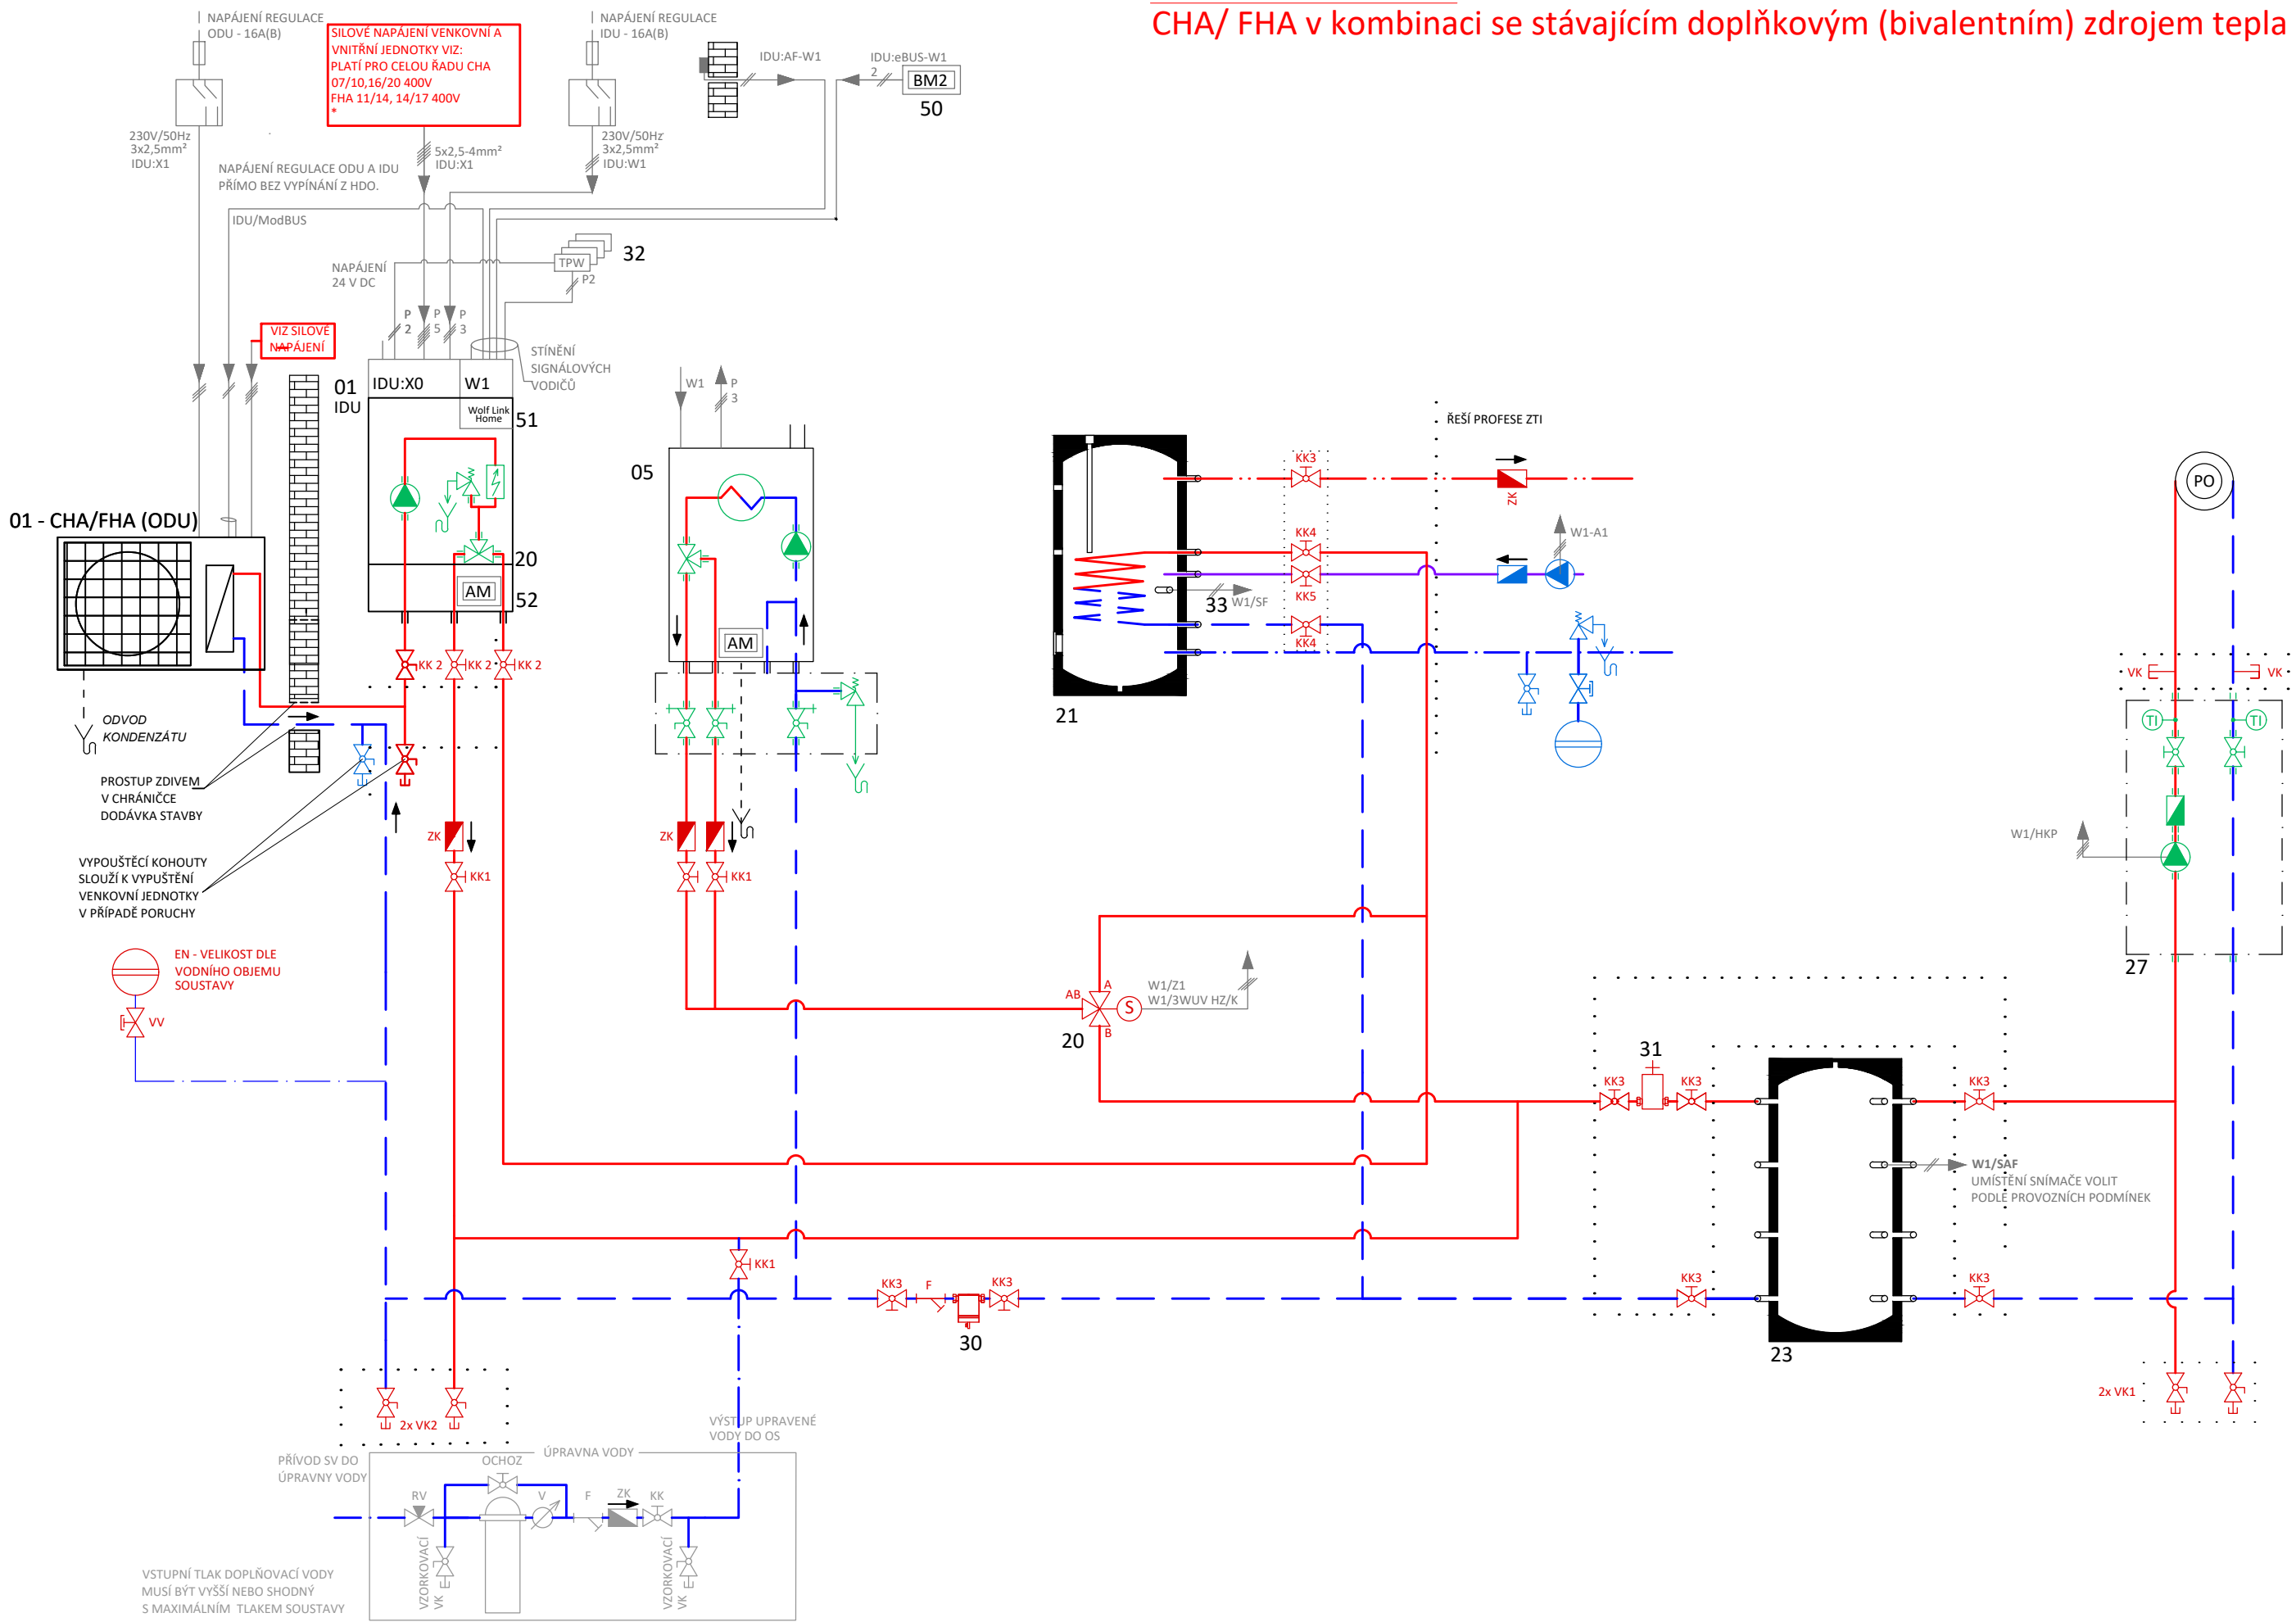 CHA/ FHA v kombinaci se stávajícím doplňkovým (bivalentním) zdrojem tepla
NAPÁJENÍ REGULACE
ODU - 16A(B)
SILOVÉ NAPÁJENÍ VENKOVNÍ A
VNITŘNÍ JEDNOTKY VIZ:
PLATÍ PRO CELOU ŘADU CHA
07/10,16/20 400V
FHA 11/14, 14/17 400V
*
NAPÁJENÍ REGULACE
IDU - 16A(B)
IDU:AF-W1
IDU:eBUS-W1
2
BM2
50
230V/50Hz
3x2,5mm²
IDU:X1
5x2,5-4mm²
IDU:X1
230V/50Hz
3x2,5mm²
IDU:W1
NAPÁJENÍ REGULACE ODU A IDU
PŘÍMO BEZ VYPÍNÁNÍ Z HDO.
IDU/ModBUS
NAPÁJENÍ
24 V DC
TPW
32
P2
P
2
P
5
P
3
VIZ SILOVÉ
NAPÁJENÍ
STÍNĚNÍ
SIGNÁLOVÝCH
VODIČŮ
01
IDU
IDU:X0
W1
Wolf Link
Home
51
20
AM
52
01 - CHA/FHA (ODU)
KK 2
KK 2
KK 2
ODVOD
KONDENZÁTU
PROSTUP ZDIVEM
V CHRÁNIČCE
DODÁVKA STAVBY
VYPOUŠTĚCÍ KOHOUTY
SLOUŽÍ K VYPUŠTĚNÍ
VENKOVNÍ JEDNOTKY
V PŘÍPADĚ PORUCHY
ZK
KK1
EN - VELIKOST DLE
VODNÍHO OBJEMU
SOUSTAVY
VV
W1
P
3
05
AM
ZK
KK1
ŘEŠÍ PROFESE ZTI
KK3
ZK
KK4
W1-A1
KK5
33
W1/SF
KK4
21
AB
A
S
B
20
W1/Z1
W1/3WUV HZ/K
PO
VK
VK
TI
TI
W1/HKP
27
31
KK3
KK3
KK3
W1/SAF
UMÍSTĚNÍ SNÍMAČE VOLIT
PODLE PROVOZNÍCH PODMÍNEK
KK3
KK3
23
2x VK1
KK1
KK3
F
KK3
30
2x VK2
VÝSTUP UPRAVENÉ
VODY DO OS
ÚPRAVNA VODY
PŘÍVOD SV DO
ÚPRAVNY VODY
OCHOZ
RV
V
F
ZK
KK
VZORKOVACÍ
VK
VZORKOVACÍ
VK
VSTUPNÍ TLAK DOPLŇOVACÍ VODY
MUSÍ BÝT VYŠŠÍ NEBO SHODNÝ
S MAXIMÁLNÍM TLAKEM SOUSTAVY